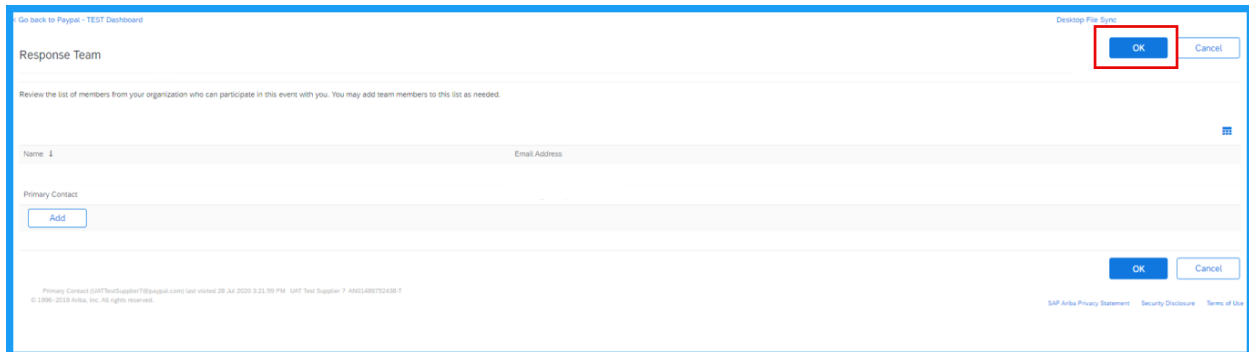 ‹ Go back to Paypal - TEST Dashboard
Desktop File Sync
Response Team
OK
Cancel
Review the list of members from your organization who can participate in this event with you. You may add team members to this list as needed.
Name ↓
Email Address
Primary Contact
Add
OK
Cancel
Primary Contact (UATTestSupplier7@paypal.com) last visited 28 Jul 2020 3:21:59 PM UAT Test Supplier 7 AN01489752438-T
© 1996–2019 Ariba, Inc. All rights reserved.
SAP Ariba Privacy Statement Security Disclosure Terms of Use